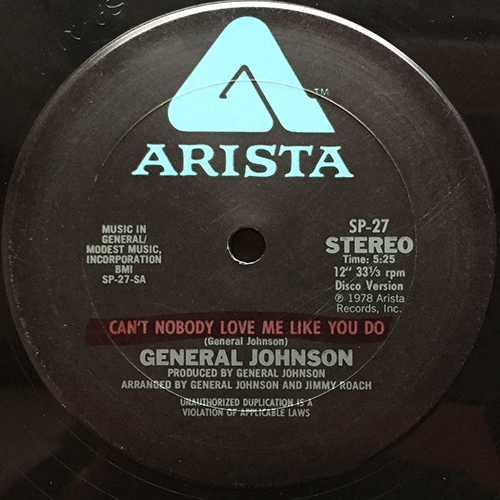 TM
ARISTA
MUSIC IN
GENERAL/
MODEST MUSIC,
INCORPORATION
BMI
SP-27-SA
SP-27
STEREO
Time: 5:25
12" 33⅓ rpm
Disco Version
℗ 1978 Arista
Records, Inc.
CAN'T NOBODY LOVE ME LIKE YOU DO
(General Johnson)
GENERAL JOHNSON
PRODUCED BY GENERAL JOHNSON
ARRANGED BY GENERAL JOHNSON AND JIMMY ROACH
UNAUTHORIZED DUPLICATION IS A
VIOLATION OF APPLICABLE LAWS